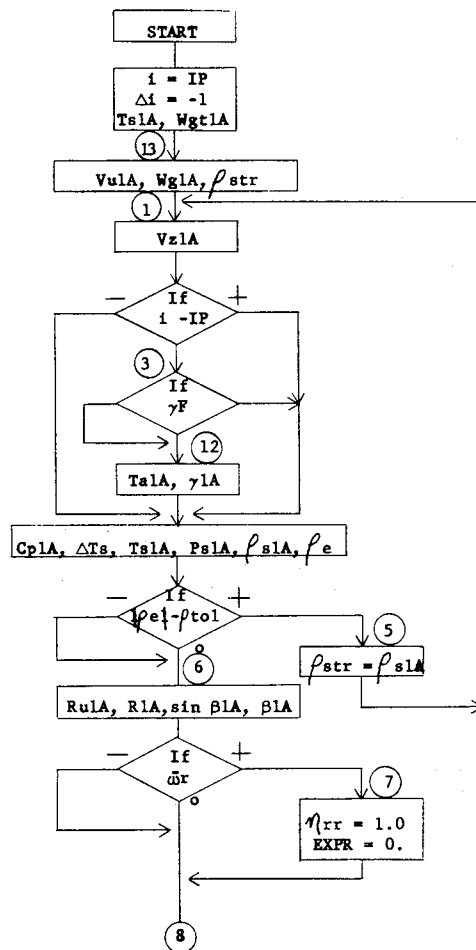 START
i = IP
Δi = -1
Ts1A, Wgt1A
13
Vu1A, Wg1A, ρstr
1
Vz1A
−
If
i -IP
+
3
If
γF
12
Ta1A, γ1A
Cp1A, ΔTs, Ts1A, Ps1A, ρs1A, ρe
−
If
|ρe|-ρtol
+
o
5
ρstr = ρs1A
6
Ru1A, R1A, sin β1A, β1A
−
If
ω̄r
+
o
7
ηrr = 1.0
EXPR = 0.
8